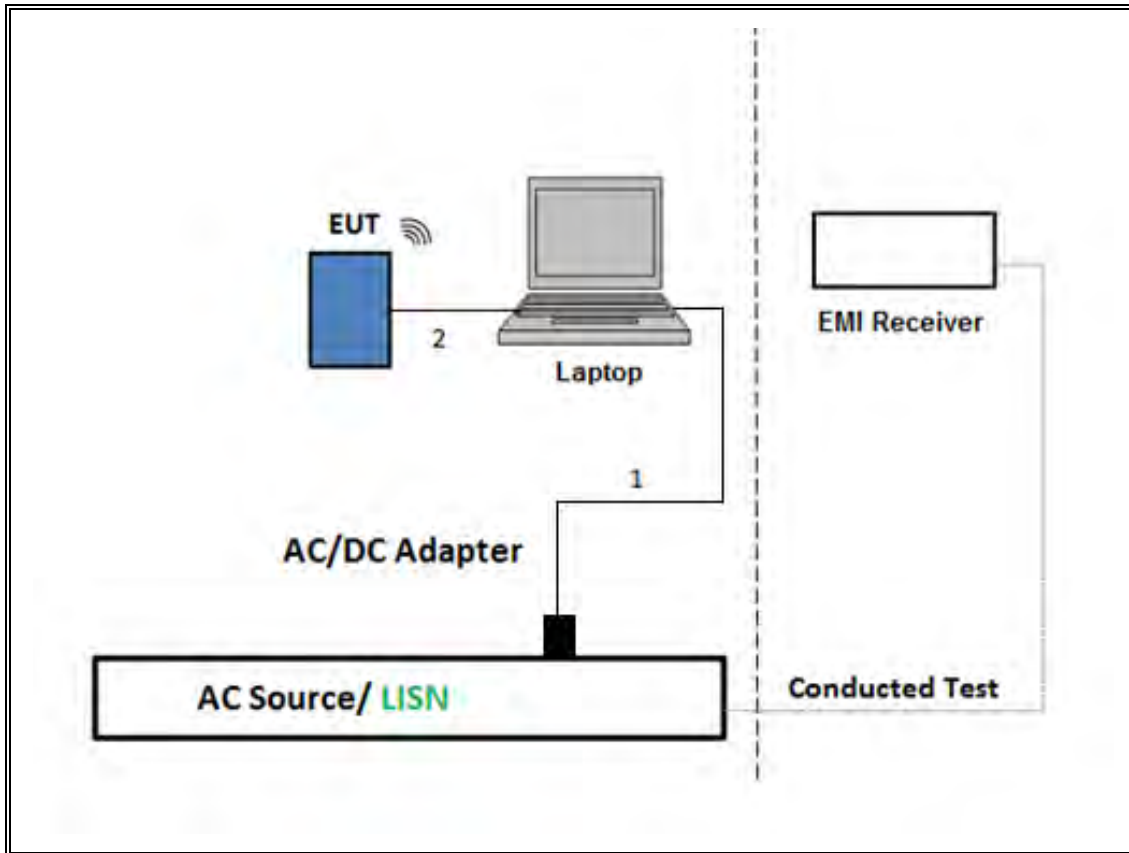 EUT
2
Laptop
EMI Receiver
1
AC/DC Adapter
AC Source/ LISN
Conducted Test